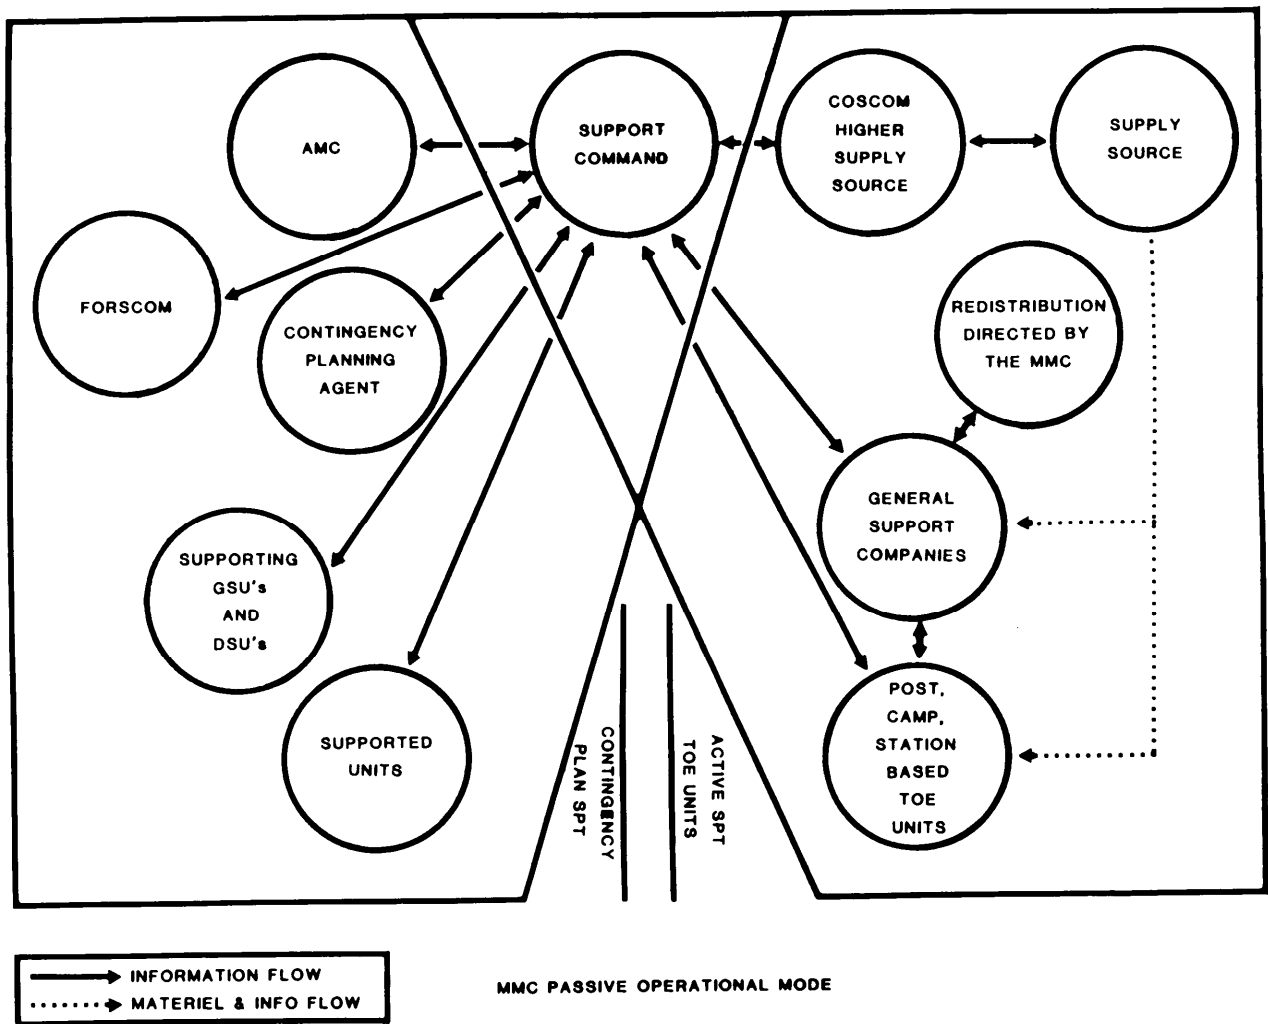 AMC
SUPPORT
COMMAND
COSCOM
HIGHER
SUPPLY
SOURCE
SUPPLY
SOURCE
FORSCOM
CONTINGENCY
PLANNING
AGENT
REDISTRIBUTION
DIRECTED BY
THE MMC
GENERAL
SUPPORT
COMPANIES
SUPPORTING
GSU's
AND
DSU's
SUPPORTED
UNITS
POST,
CAMP,
STATION
BASED
TOE
UNITS
CONTINGENCY
PLAN SPT
ACTIVE SPT
TOE UNITS
INFORMATION FLOW
MATERIEL & INFO FLOW
MMC PASSIVE OPERATIONAL MODE